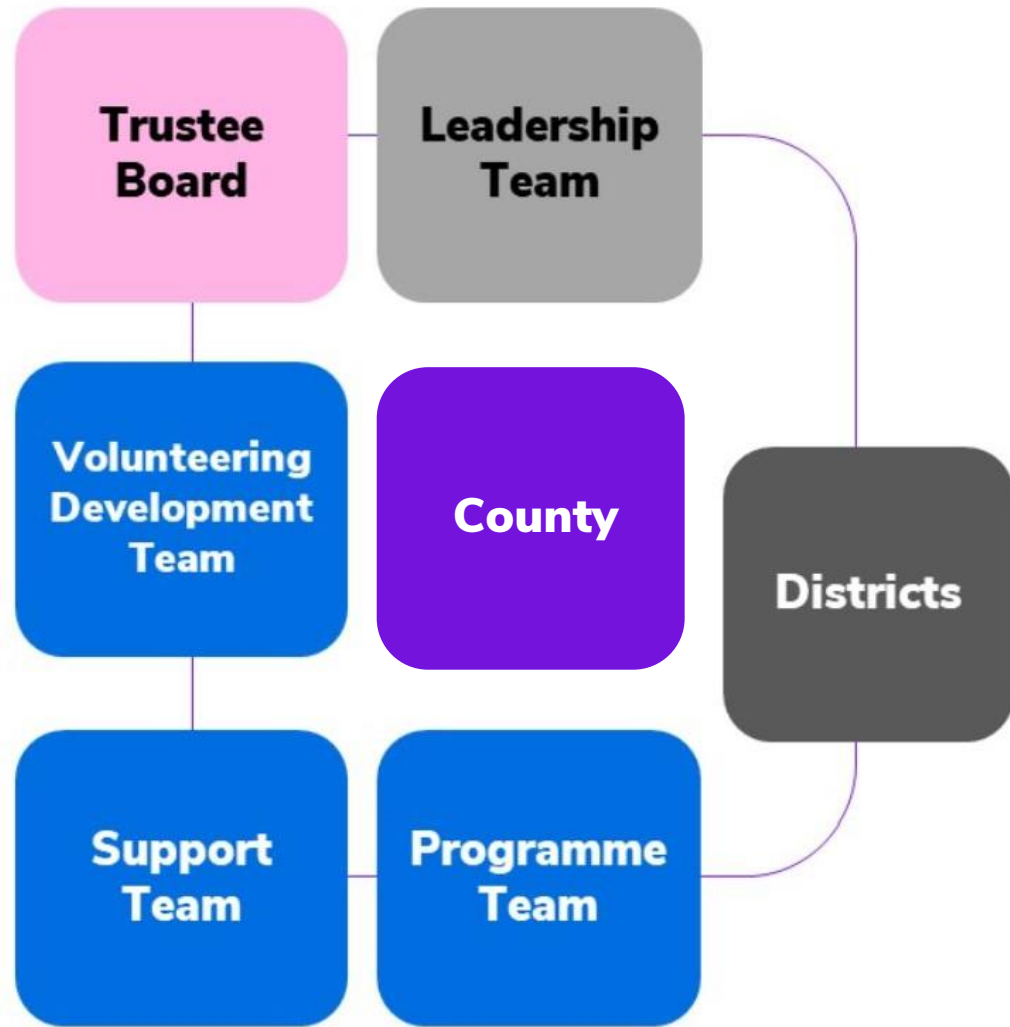 Trustee
Board
Leadership
Team
Volunteering
Development
Team
County
Districts
Support
Team
Programme
Team